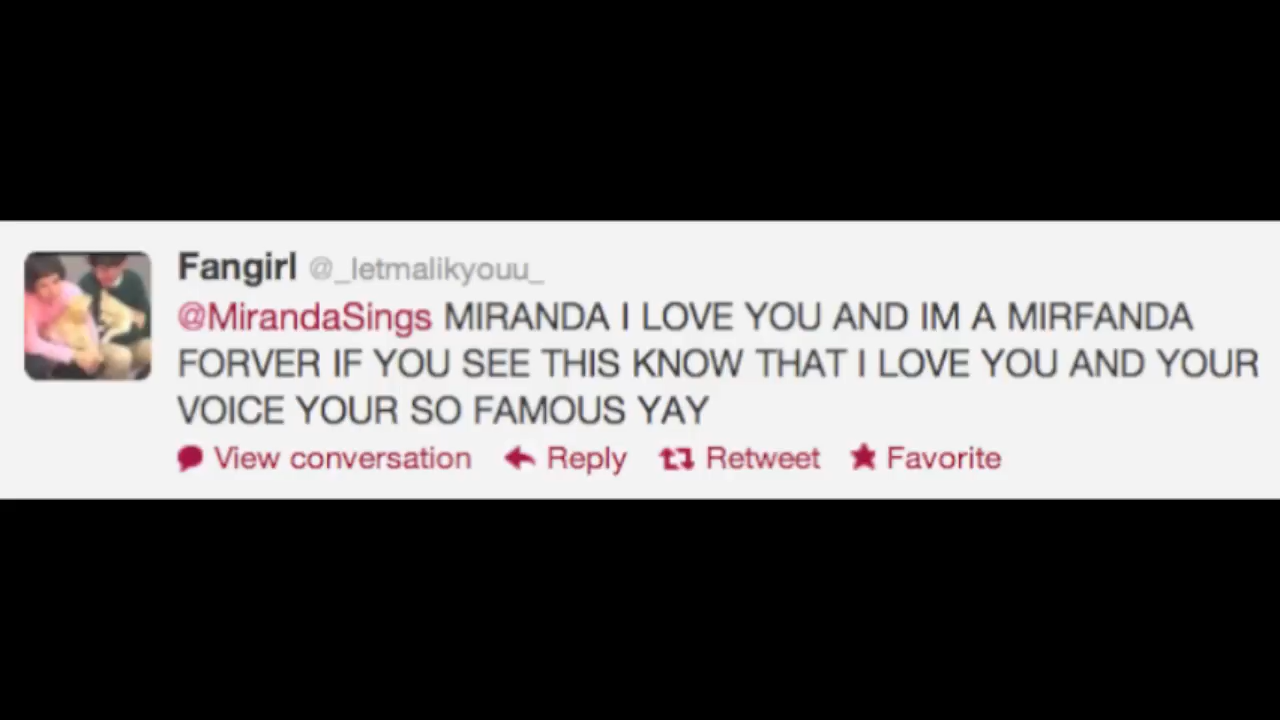 Fangirl @_letmalikyouu_
@MirandaSings MIRANDA I LOVE YOU AND IM A MIRFANDA
FORVER IF YOU SEE THIS KNOW THAT I LOVE YOU AND YOUR
VOICE YOUR SO FAMOUS YAY
View conversation Reply Retweet Favorite